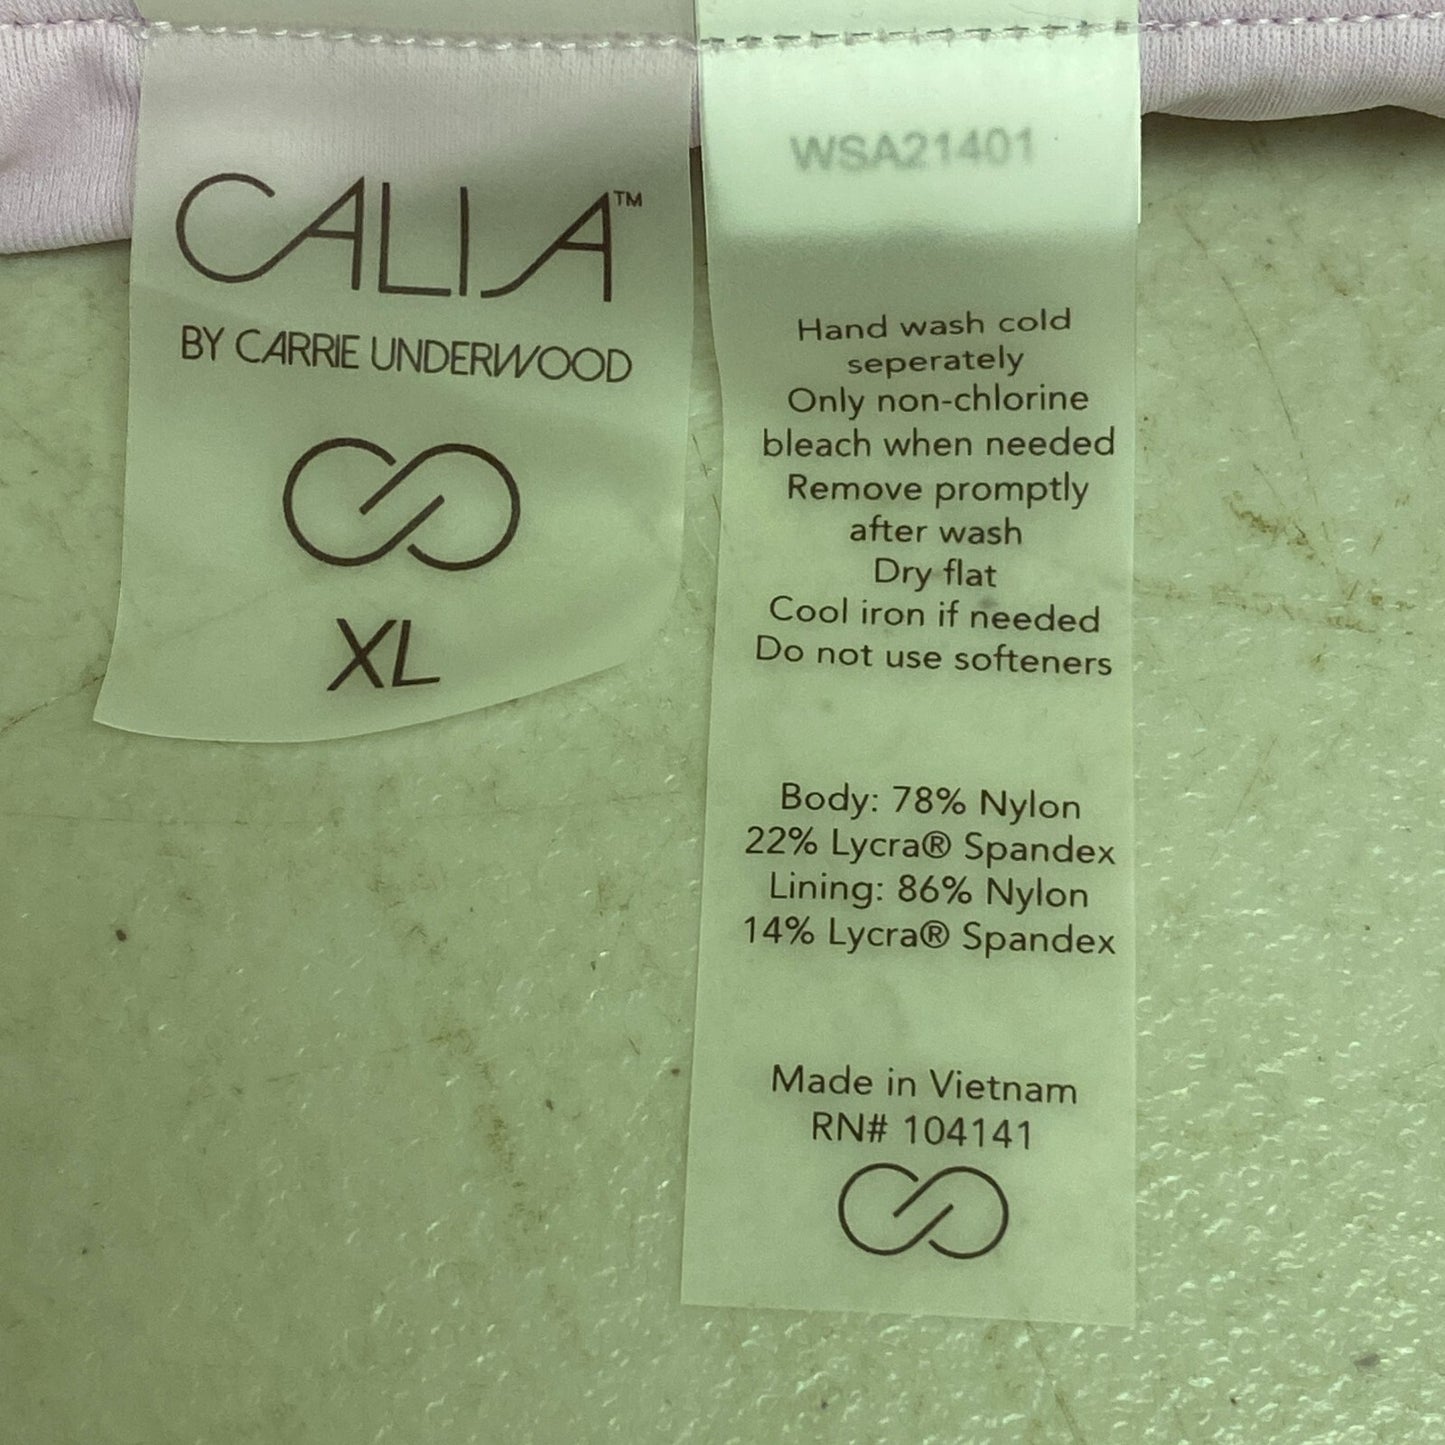 CALIA™
BY CARRIE UNDERWOOD
XL
WSA21401
Hand wash cold
seperately
Only non-chlorine
bleach when needed
Remove promptly
after wash
Dry flat
Cool iron if needed
Do not use softeners
Body: 78% Nylon
22% Lycra® Spandex
Lining: 86% Nylon
14% Lycra® Spandex
Made in Vietnam
RN# 104141